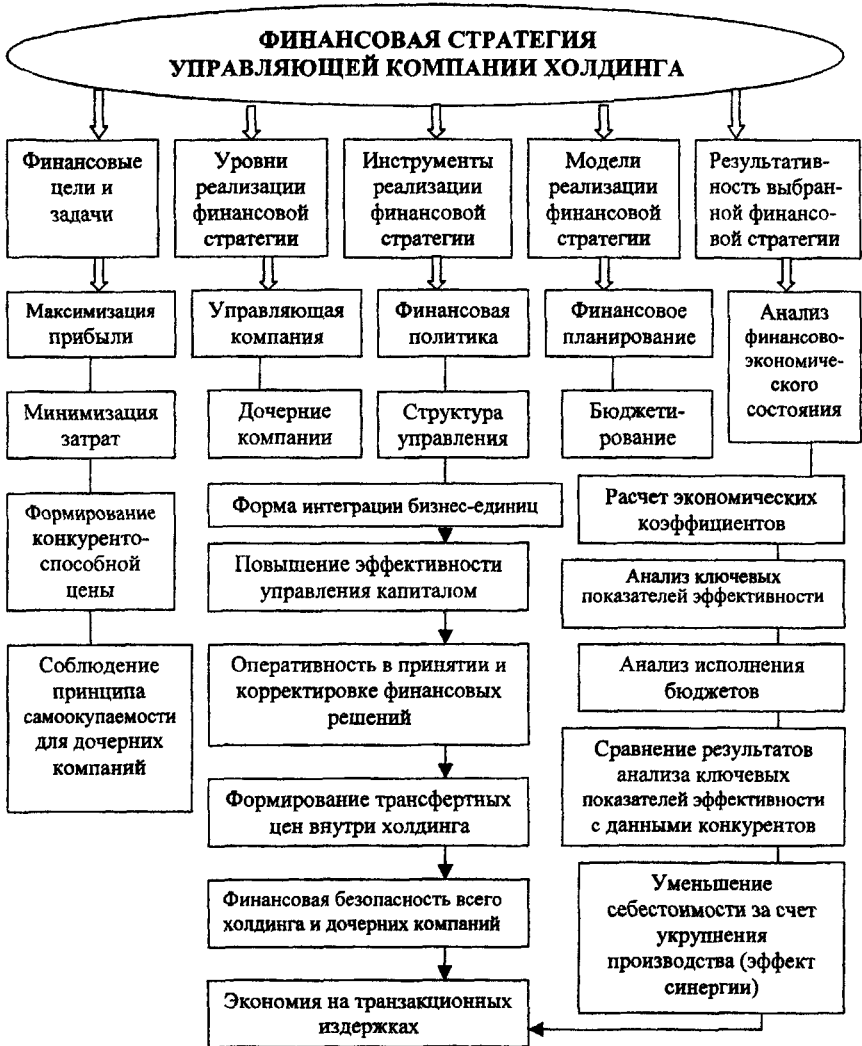 ФИНАНСОВАЯ СТРАТЕГИЯ
УПРАВЛЯЮЩЕЙ КОМПАНИИ ХОЛДИНГА
Финансовые
цели и
задачи
Уровни
реализации
финансовой
стратегии
Инструменты
реализации
финансовой
стратегии
Модели
реализации
финансовой
стратегии
Результатив-
ность выбран-
ной финансо-
вой стратегии
Максимизация
прибыли
Управляющая
компания
Финансовая
политика
Финансовое
планирование
Анализ
финансово-
экономиче-
ского
состояния
Минимизация
затрат
Дочерние
компании
Структура
управления
Бюджети-
рование
Формирование
конкуренто-
способной
цены
Форма интеграции бизнес-единиц
Расчет экономических
коэффициентов
Повышение эффективности
управления капиталом
Анализ ключевых
показателей эффективности
Соблюдение
принципа
самоокупаемости
для дочерних
компаний
Оперативность в принятии и
корректировке финансовых
решений
Анализ исполнения
бюджетов
Формирование трансфертных
цен внутри холдинга
Сравнение результатов
анализа ключевых
показателей эффективности
с данными конкурентов
Финансовая безопасность всего
холдинга и дочерних компаний
Уменьшение
себестоимости за счет
укрупнения
производства (эффект
синергии)
Экономия на транзакционных
издержках